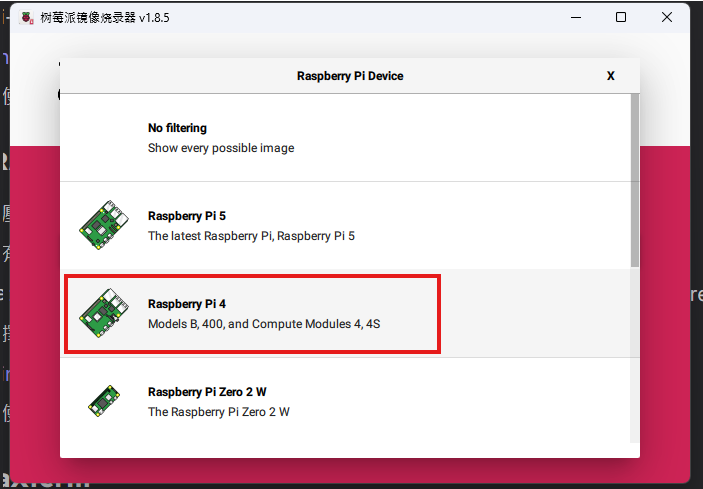 树莓派镜像烧录器 v1.8.5
Raspberry Pi Device
X
No filtering
Show every possible image
Raspberry Pi 5
The latest Raspberry Pi, Raspberry Pi 5
Raspberry Pi 4
Models B, 400, and Compute Modules 4, 4S
Raspberry Pi Zero 2 W
The Raspberry Pi Zero 2 W